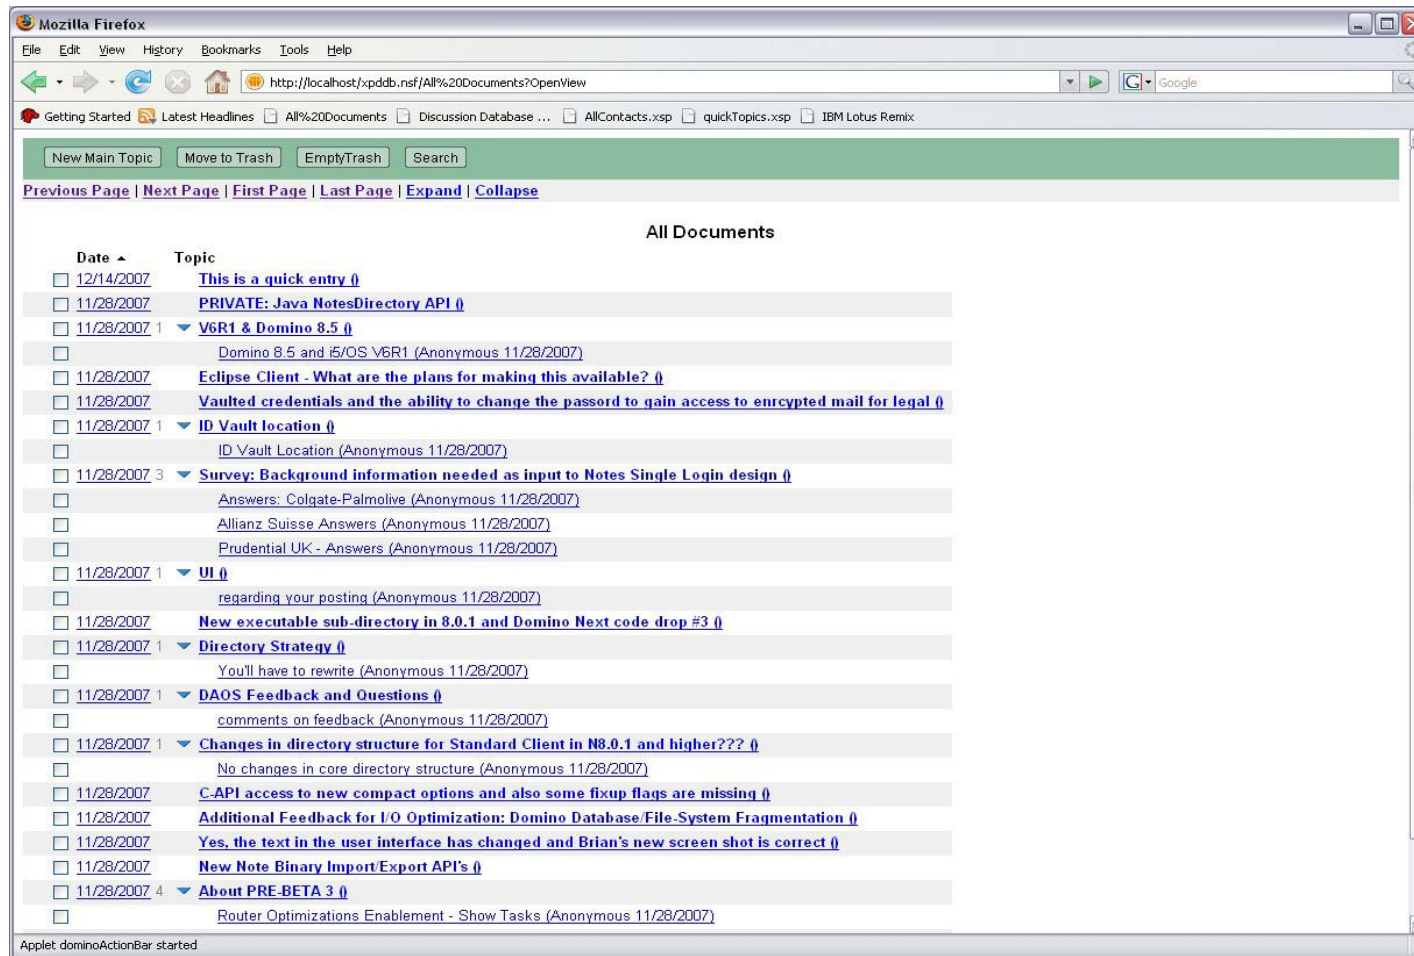 Mozilla Firefox
File Edit View History Bookmarks Tools Help
http://localhost/xpddb.nsf/All%20Documents?OpenView G Google
Getting Started Latest Headlines All%20Documents Discussion Database ... AllContacts.xsp quickTopics.xsp IBM Lotus Remix
New Main Topic Move to Trash EmptyTrash Search
Previous Page | Next Page | First Page | Last Page | Expand | Collapse
All Documents
Date Topic
12/14/2007 This is a quick entry ()
11/28/2007 PRIVATE: Java NotesDirectory API ()
11/28/2007 1 V6R1 & Domino 8.5 ()
Domino 8.5 and i5/OS V6R1 (Anonymous 11/28/2007)
11/28/2007 Eclipse Client - What are the plans for making this available? ()
11/28/2007 Vaulted credentials and the ability to change the passord to gain access to enrcypted mail for legal ()
11/28/2007 1 ID Vault location ()
ID Vault Location (Anonymous 11/28/2007)
11/28/2007 3 Survey: Background information needed as input to Notes Single Login design ()
Answers: Colgate-Palmolive (Anonymous 11/28/2007)
Allianz Suisse Answers (Anonymous 11/28/2007)
Prudential UK - Answers (Anonymous 11/28/2007)
11/28/2007 1 UI ()
regarding your posting (Anonymous 11/28/2007)
11/28/2007 New executable sub-directory in 8.0.1 and Domino Next code drop #3 ()
11/28/2007 1 Directory Strategy ()
You'll have to rewrite (Anonymous 11/28/2007)
11/28/2007 1 DAOS Feedback and Questions ()
comments on feedback (Anonymous 11/28/2007)
11/28/2007 1 Changes in directory structure for Standard Client in N8.0.1 and higher??? ()
No changes in core directory structure (Anonymous 11/28/2007)
11/28/2007 C-API access to new compact options and also some fixup flags are missing ()
11/28/2007 Additional Feedback for I/O Optimization: Domino Database/File-System Fragmentation ()
11/28/2007 Yes, the text in the user interface has changed and Brian's new screen shot is correct ()
11/28/2007 New Note Binary Import/Export API's ()
11/28/2007 4 About PRE-BETA 3 ()
Router Optimizations Enablement - Show Tasks (Anonymous 11/28/2007)
Applet dominoActionBar started